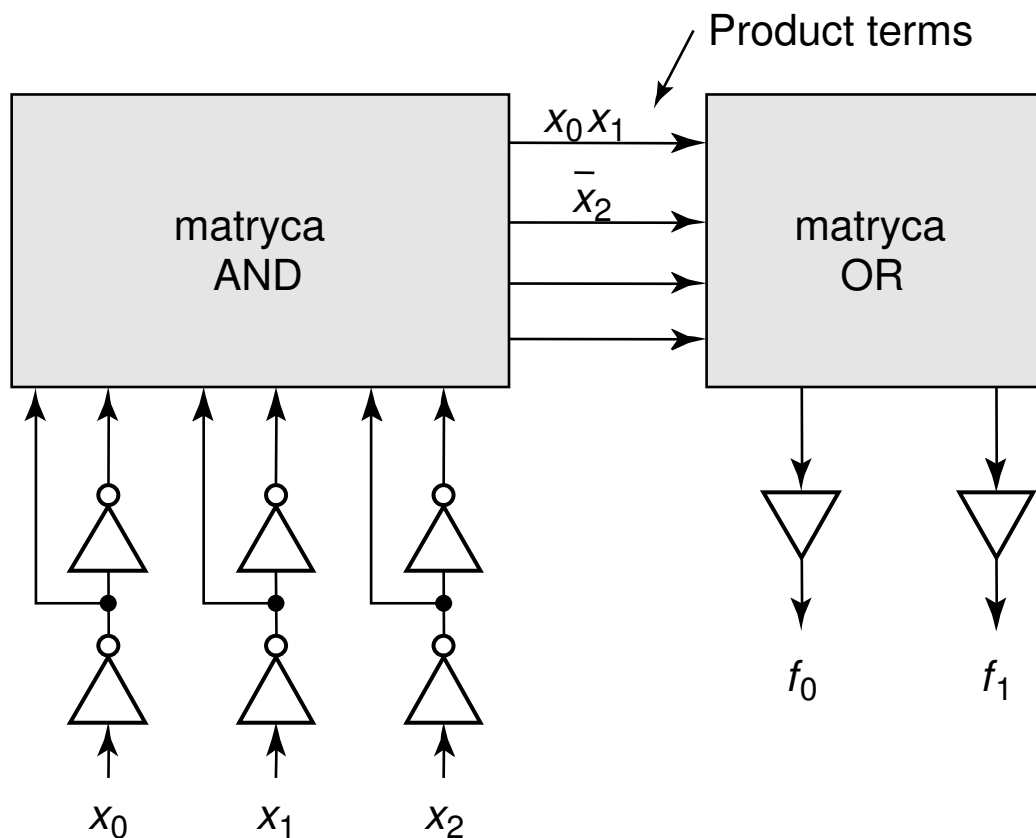 Product terms
x₀x₁
x̄₂
matryca
AND
matryca
OR
f₀
f₁
x₀
x₁
x₂